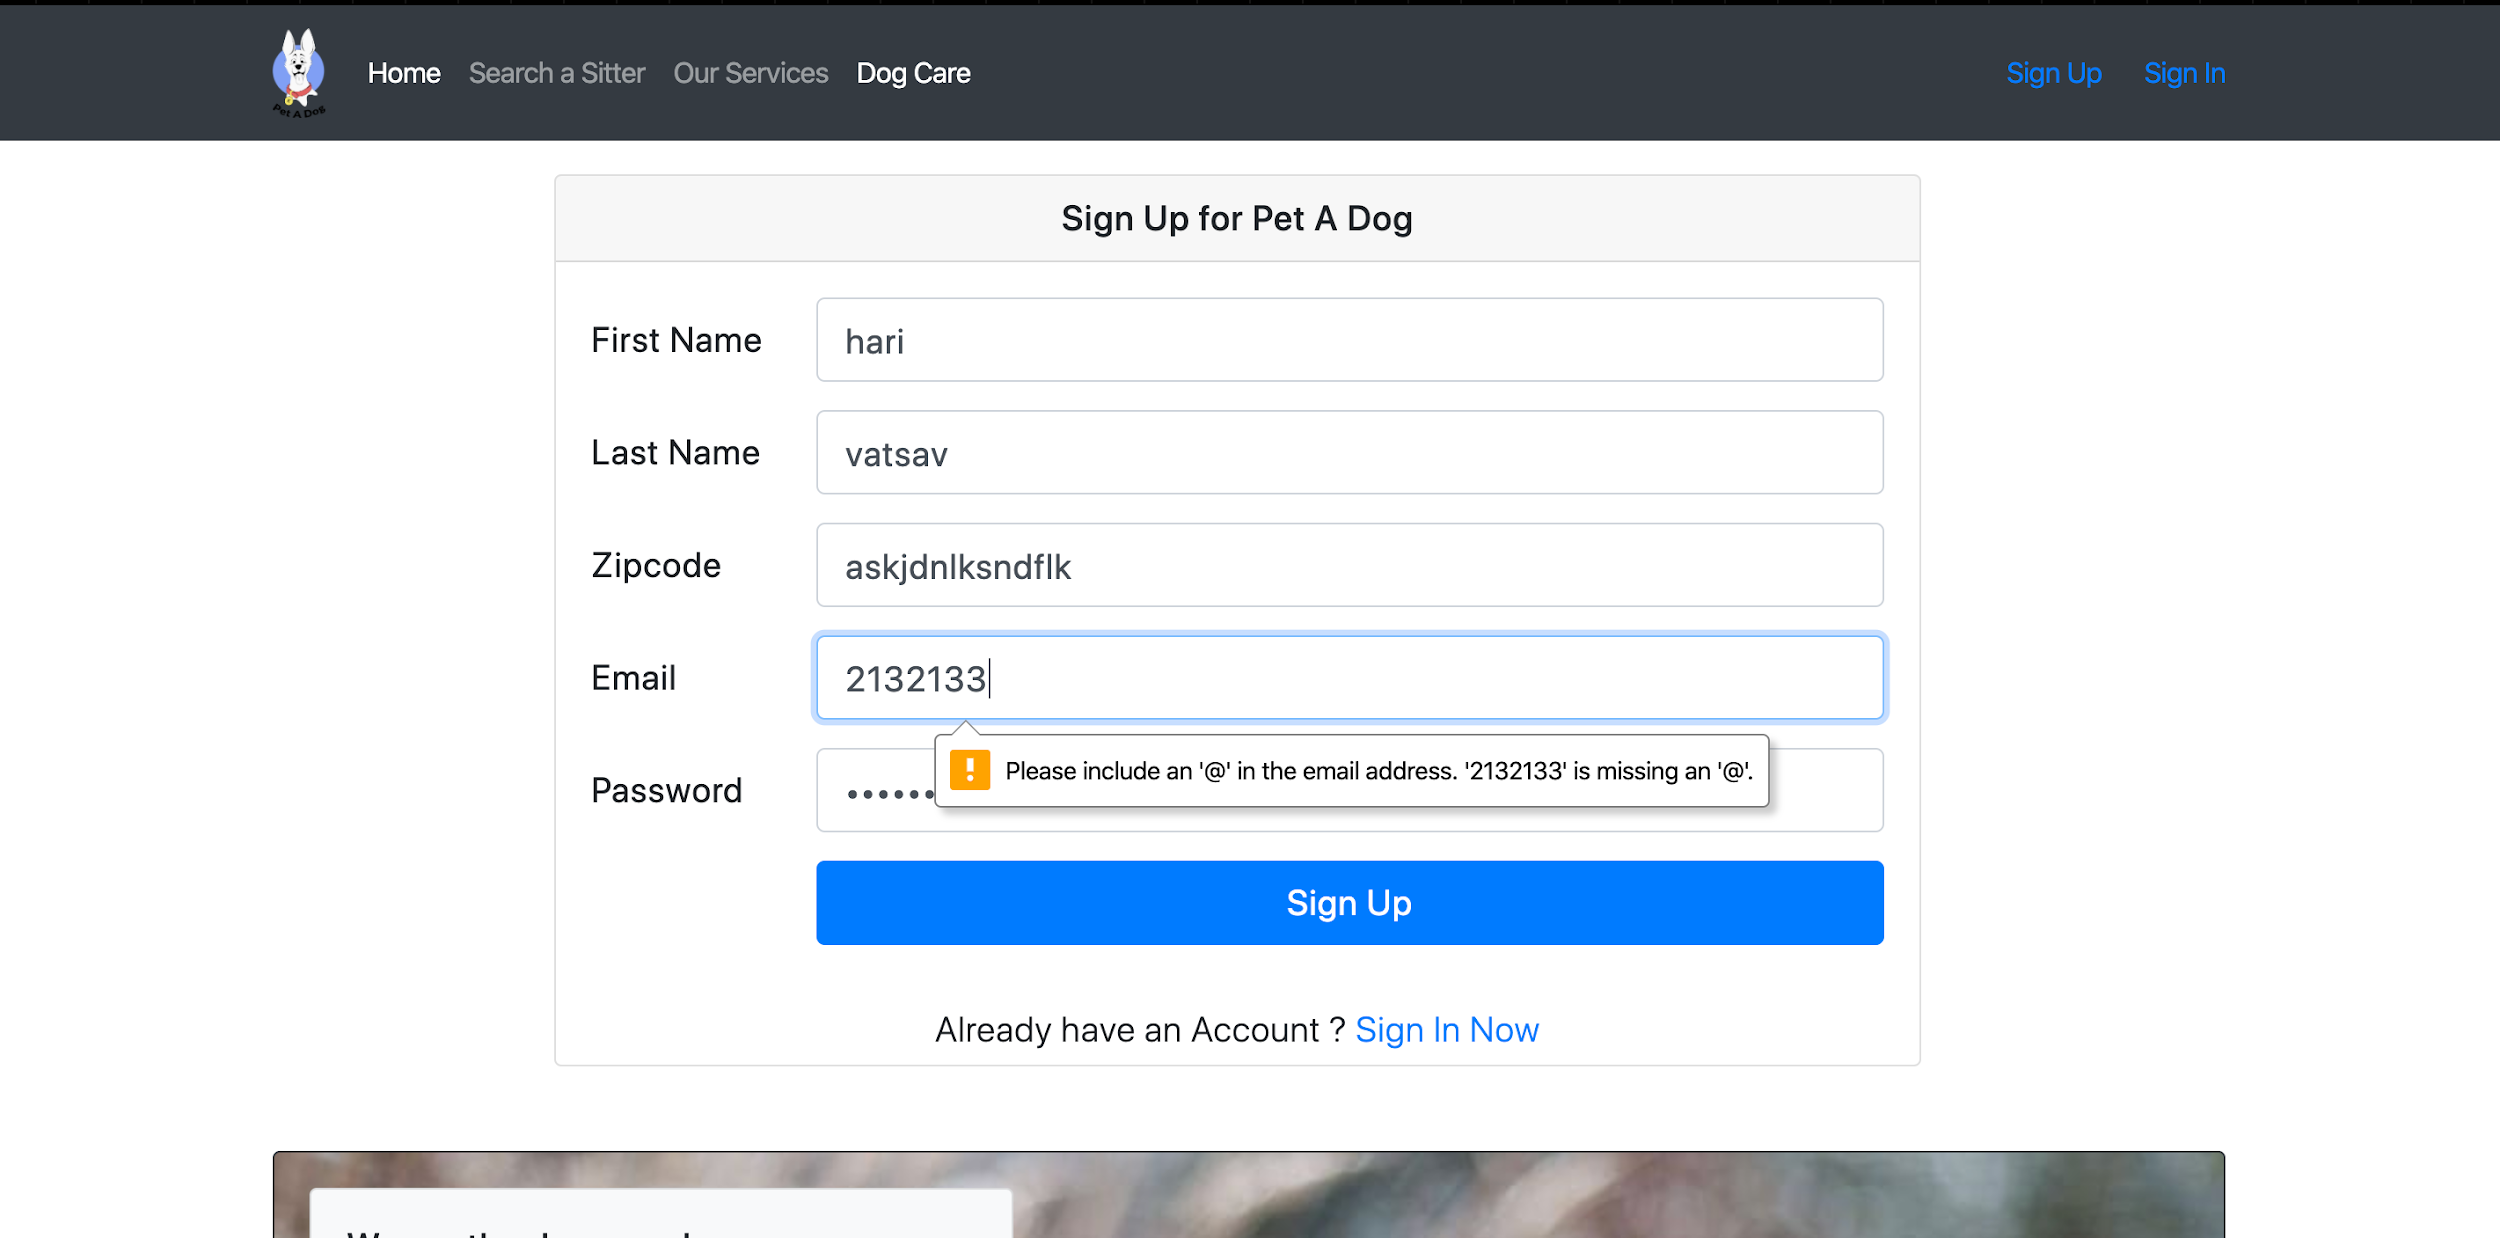 Pet A Dog
Home Search a Sitter Our Services Dog Care Sign Up Sign In
Sign Up for Pet A Dog
First Name hari
Last Name vatsav
Zipcode askjdnlksndflk
Email 2132133
Please include an '@' in the email address. '2132133' is missing an '@'.
Password ••••••
Sign Up
Already have an Account ? Sign In Now